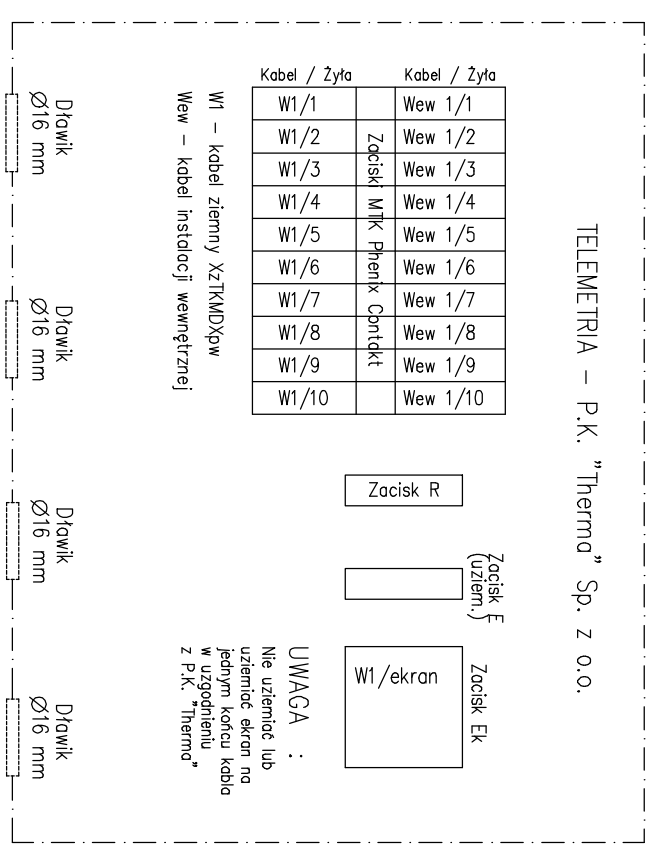 TELEMETRIA – P.K. "Therma" Sp. z o.o.
Kabel / Żyła Kabel / Żyła
W1/1 Wew 1/1
W1/2 Wew 1/2
W1/3 Wew 1/3
W1/4 Wew 1/4
W1/5 Wew 1/5
W1/6 Wew 1/6
W1/7 Wew 1/7
W1/8 Wew 1/8
W1/9 Wew 1/9
W1/10 Wew 1/10
Zaciski MTK Phenix Contakt
W1 – kabel ziemny XzTKMDXpw
Wew – kabel instalacji wewnętrznej
Zacisk R
Zacisk E
(uziem.)
Zacisk Ek
W1/ekran
UWAGA :
Nie uziemiać lub
uziemiać ekran na
jednym końcu kabla
w uzgodnieniu
z P.K. "Therma"
Dławik
Ø16 mm
Dławik
Ø16 mm
Dławik
Ø16 mm
Dławik
Ø16 mm